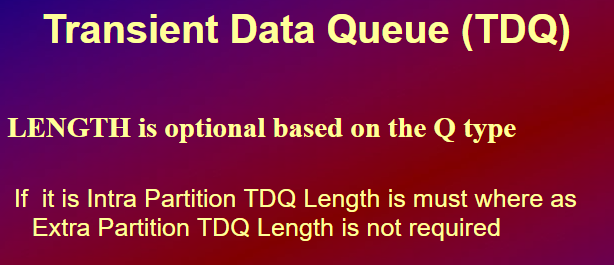 Transient Data Queue (TDQ)
LENGTH is optional based on the Q type
If it is Intra Partition TDQ Length is must where as
Extra Partition TDQ Length is not required